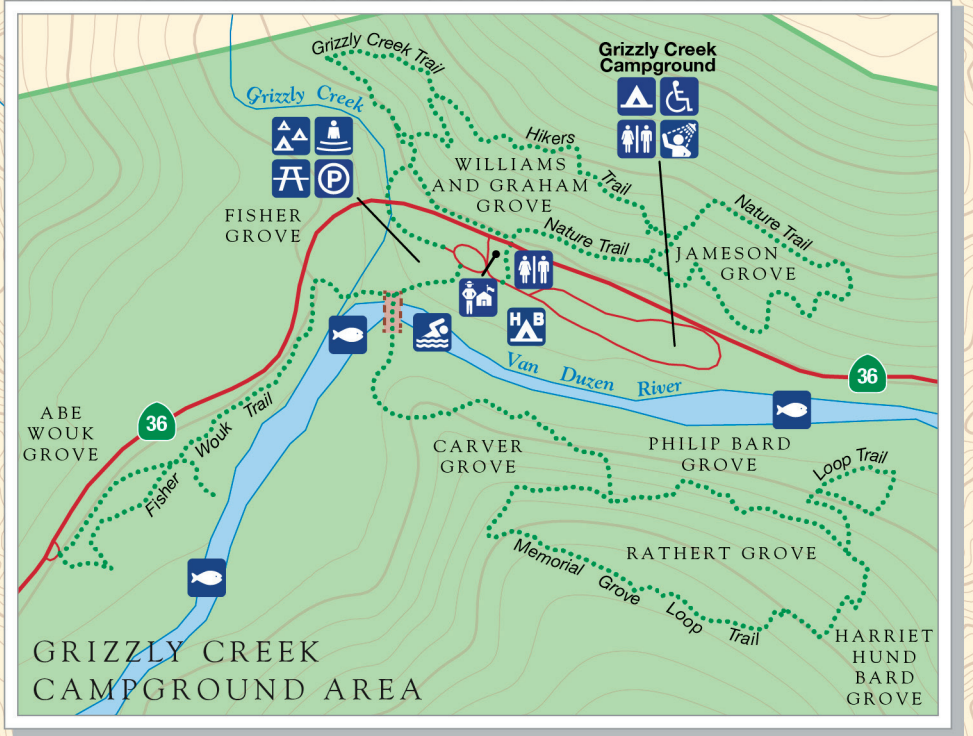 Grizzly Creek Trail
Grizzly Creek
Campground
Grizzly Creek
Hikers
Trail
WILLIAMS
AND GRAHAM
GROVE
P
FISHER
GROVE
Nature Trail
Nature Trail
JAMESON
GROVE
H B
Van Duzen River
36
36
ABE
WOUK
GROVE
Fisher Wouk Trail
CARVER
GROVE
PHILIP BARD
GROVE
Loop Trail
RATHERT GROVE
Memorial Grove Loop Trail
HARRIET
HUND
BARD
GROVE
GRIZZLY CREEK
CAMPGROUND AREA